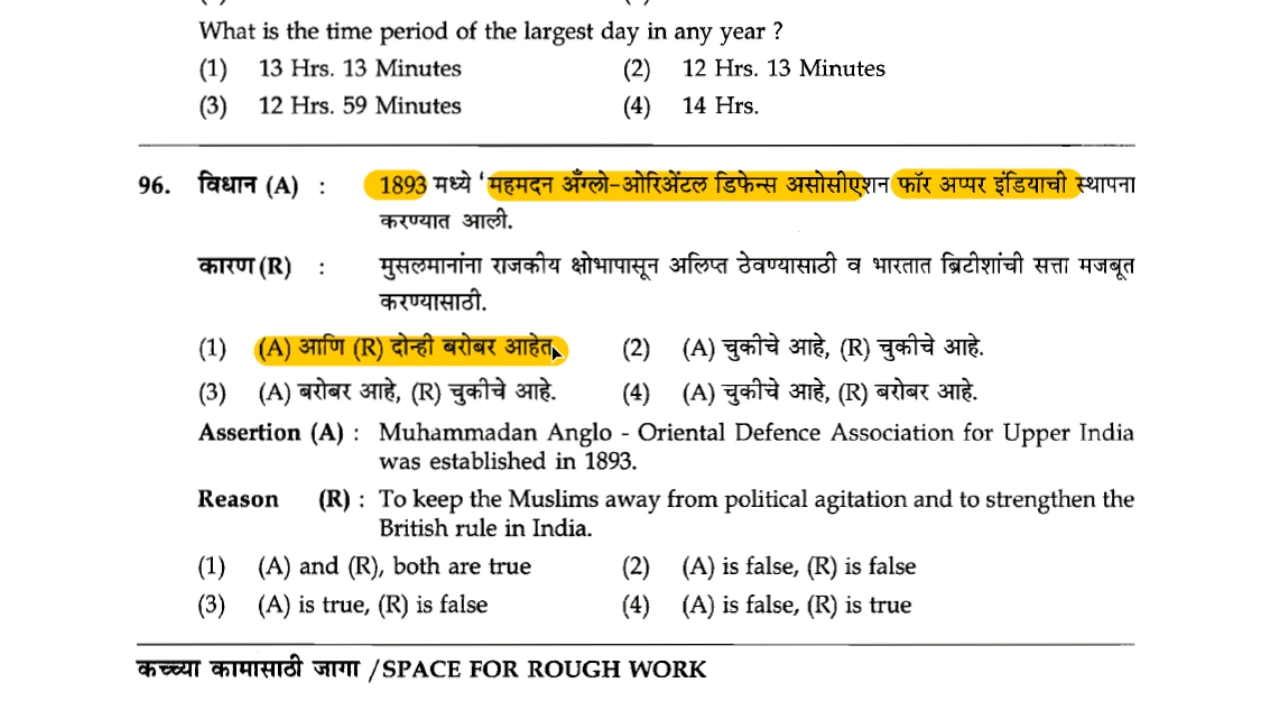 What is the time period of the largest day in any year ?
(1) 13 Hrs. 13 Minutes (2) 12 Hrs. 13 Minutes
(3) 12 Hrs. 59 Minutes (4) 14 Hrs.
96. विधान (A) : 1893 मध्ये ‘महमदन अँग्लो-ओरिअेंटल डिफेन्स असोसीएशन फॉर अप्पर इंडियाची स्थापना
करण्यात आली.
कारण (R) : मुसलमानांना राजकीय क्षोभापासून अलिप्त ठेवण्यासाठी व भारतात ब्रिटीशांची सत्ता मजबूत
करण्यासाठी.
(1) (A) आणि (R) दोन्ही बरोबर आहेत. (2) (A) चुकीचे आहे, (R) चुकीचे आहे.
(3) (A) बरोबर आहे, (R) चुकीचे आहे. (4) (A) चुकीचे आहे, (R) बरोबर आहे.
Assertion (A) : Muhammadan Anglo - Oriental Defence Association for Upper India
was established in 1893.
Reason (R) : To keep the Muslims away from political agitation and to strengthen the
British rule in India.
(1) (A) and (R), both are true (2) (A) is false, (R) is false
(3) (A) is true, (R) is false (4) (A) is false, (R) is true
कच्च्या कामासाठी जागा /SPACE FOR ROUGH WORK